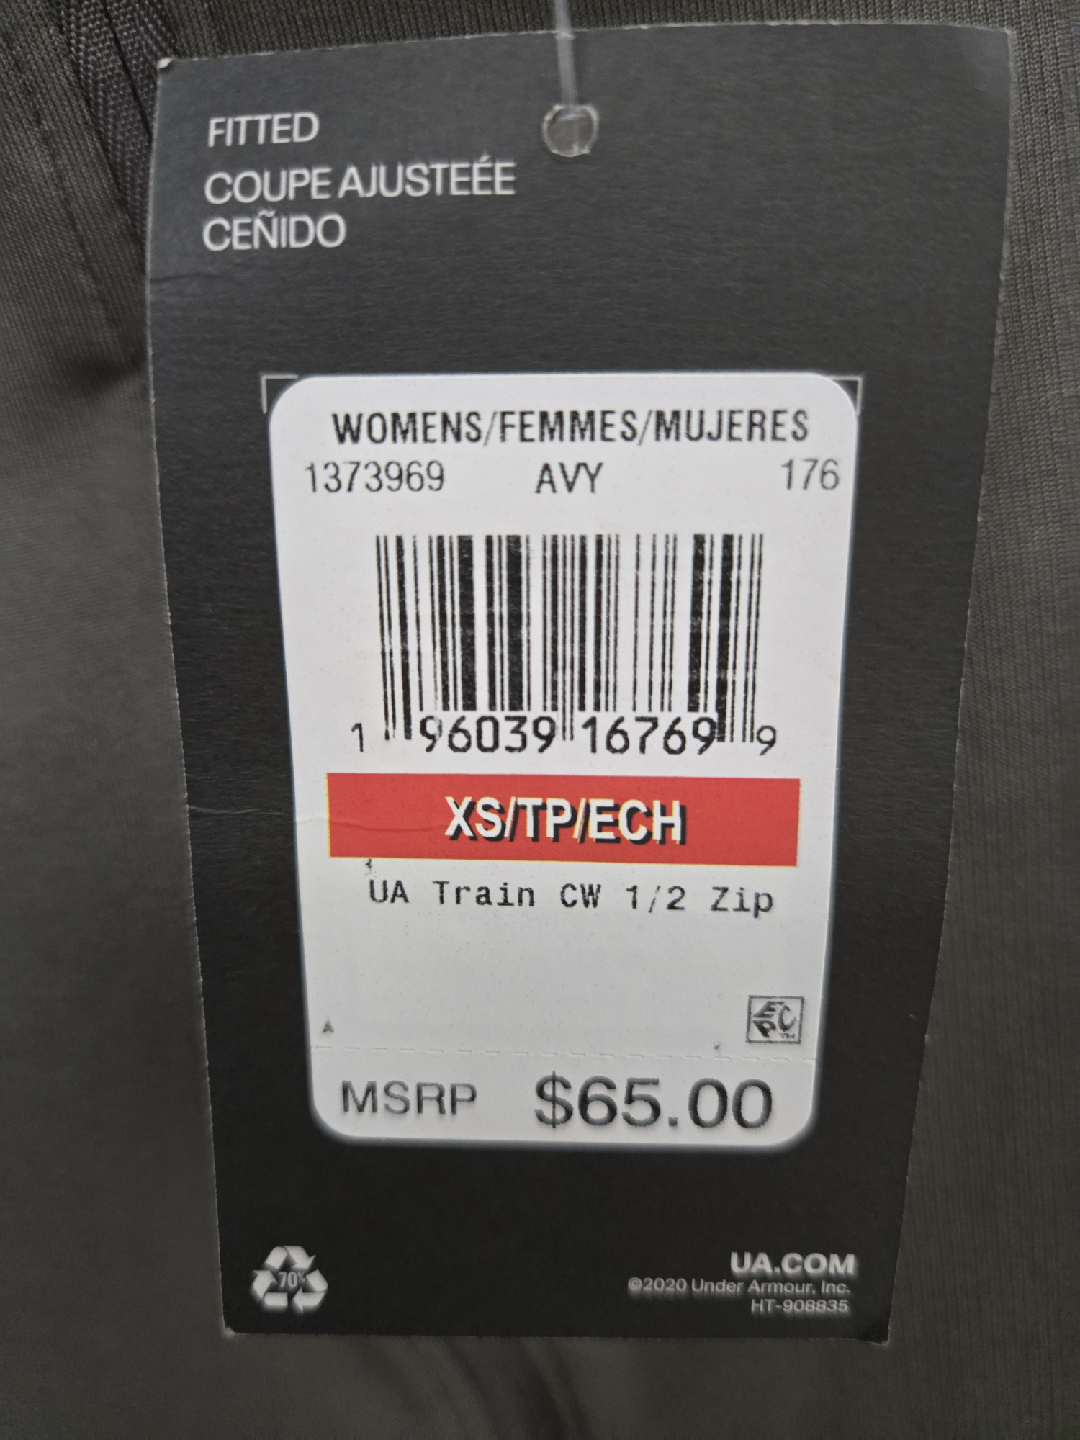 FITTED
COUPE AJUSTEÉE
CEÑIDO
WOMENS/FEMMES/MUJERES
1373969 AVY 176
1 96039 16769 9
XS/TP/ECH
UA Train CW 1/2 Zip
EPC
MSRP $65.00
70%
UA.COM
©2020 Under Armour, Inc.
HT-908835